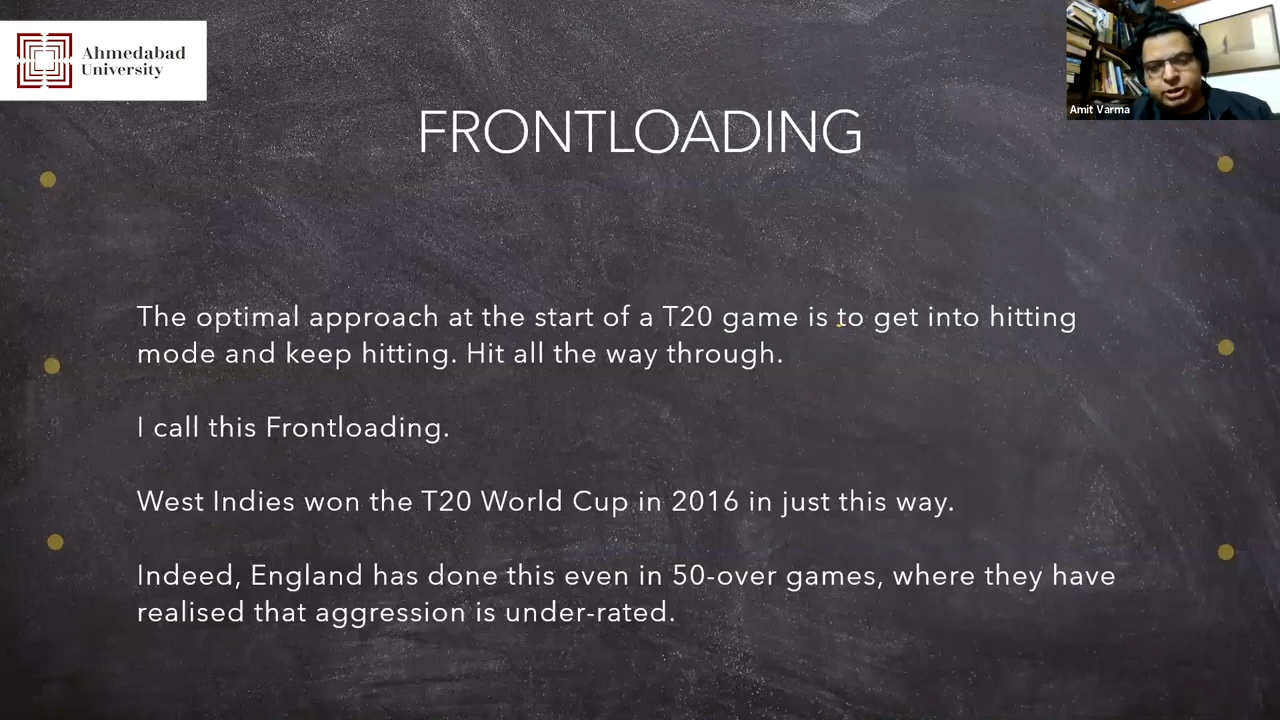 Ahmedabad
University
Amit Varma
FRONTLOADING
The optimal approach at the start of a T20 game is to get into hitting
mode and keep hitting. Hit all the way through.
I call this Frontloading.
West Indies won the T20 World Cup in 2016 in just this way.
Indeed, England has done this even in 50-over games, where they have
realised that aggression is under-rated.